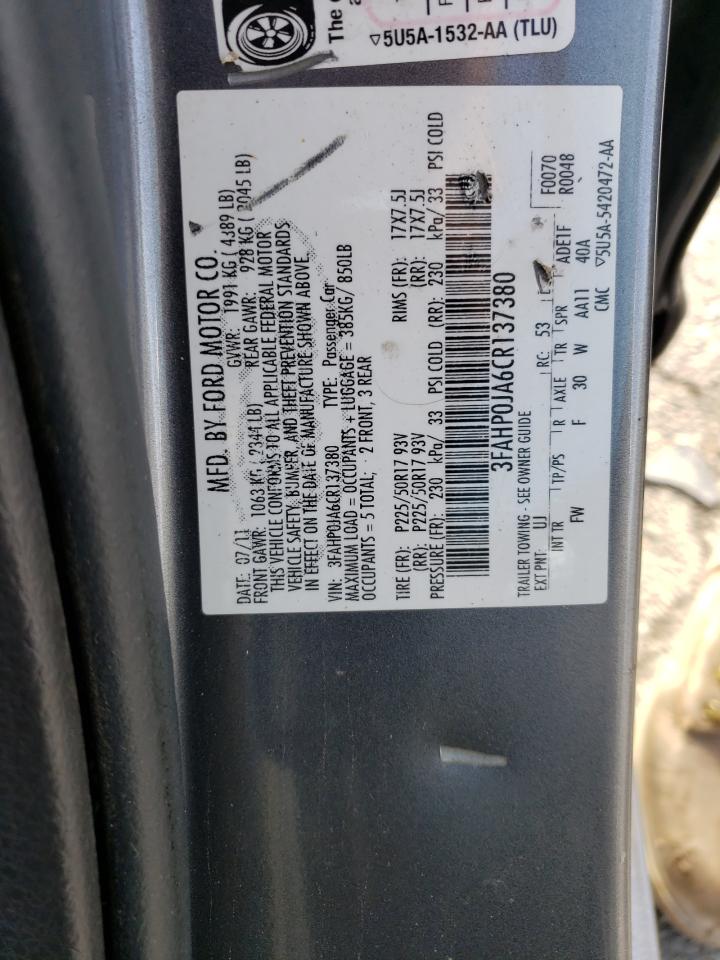 The
5U5A-1532-AA (TLU)
MFD. BY FORD MOTOR CO.
DATE: 07/11 GVWR: 1991 KG ( 4389 LB)
FRONT GAWR: 1063 KG ( 2344 LB) REAR GAWR: 928 KG ( 2045 LB)
THIS VEHICLE CONFORMS TO ALL APPLICABLE FEDERAL MOTOR
VEHICLE SAFETY, BUMPER, AND THEFT PREVENTION STANDARDS
IN EFFECT ON THE DATE OF MANUFACTURE SHOWN ABOVE.
VIN: 3FAHP0JA6CR137380 TYPE: Passenger Car
MAXIMUM LOAD = OCCUPANTS + LUGGAGE = 385KG/ 850LB
OCCUPANTS = 5 TOTAL; 2 FRONT, 3 REAR
TIRE (FR): P225/50R17 93V RIMS (FR): 17X7.5J
(RR): P225/50R17 93V (RR): 17X7.5J
PRESSURE (FR): 230 kPa/ 33 PSI COLD (RR): 230 kPa/ 33 PSI COLD
3FAHP0JA6CR137380
TRAILER TOWING - SEE OWNER GUIDE
EXT PNT: UJ RC: 53 F0070
INT TR TP/PS R AXLE TR SPR ADE1F R0048
FW F 30 W AA11 40A
CMC 5U5A-5420472-AA